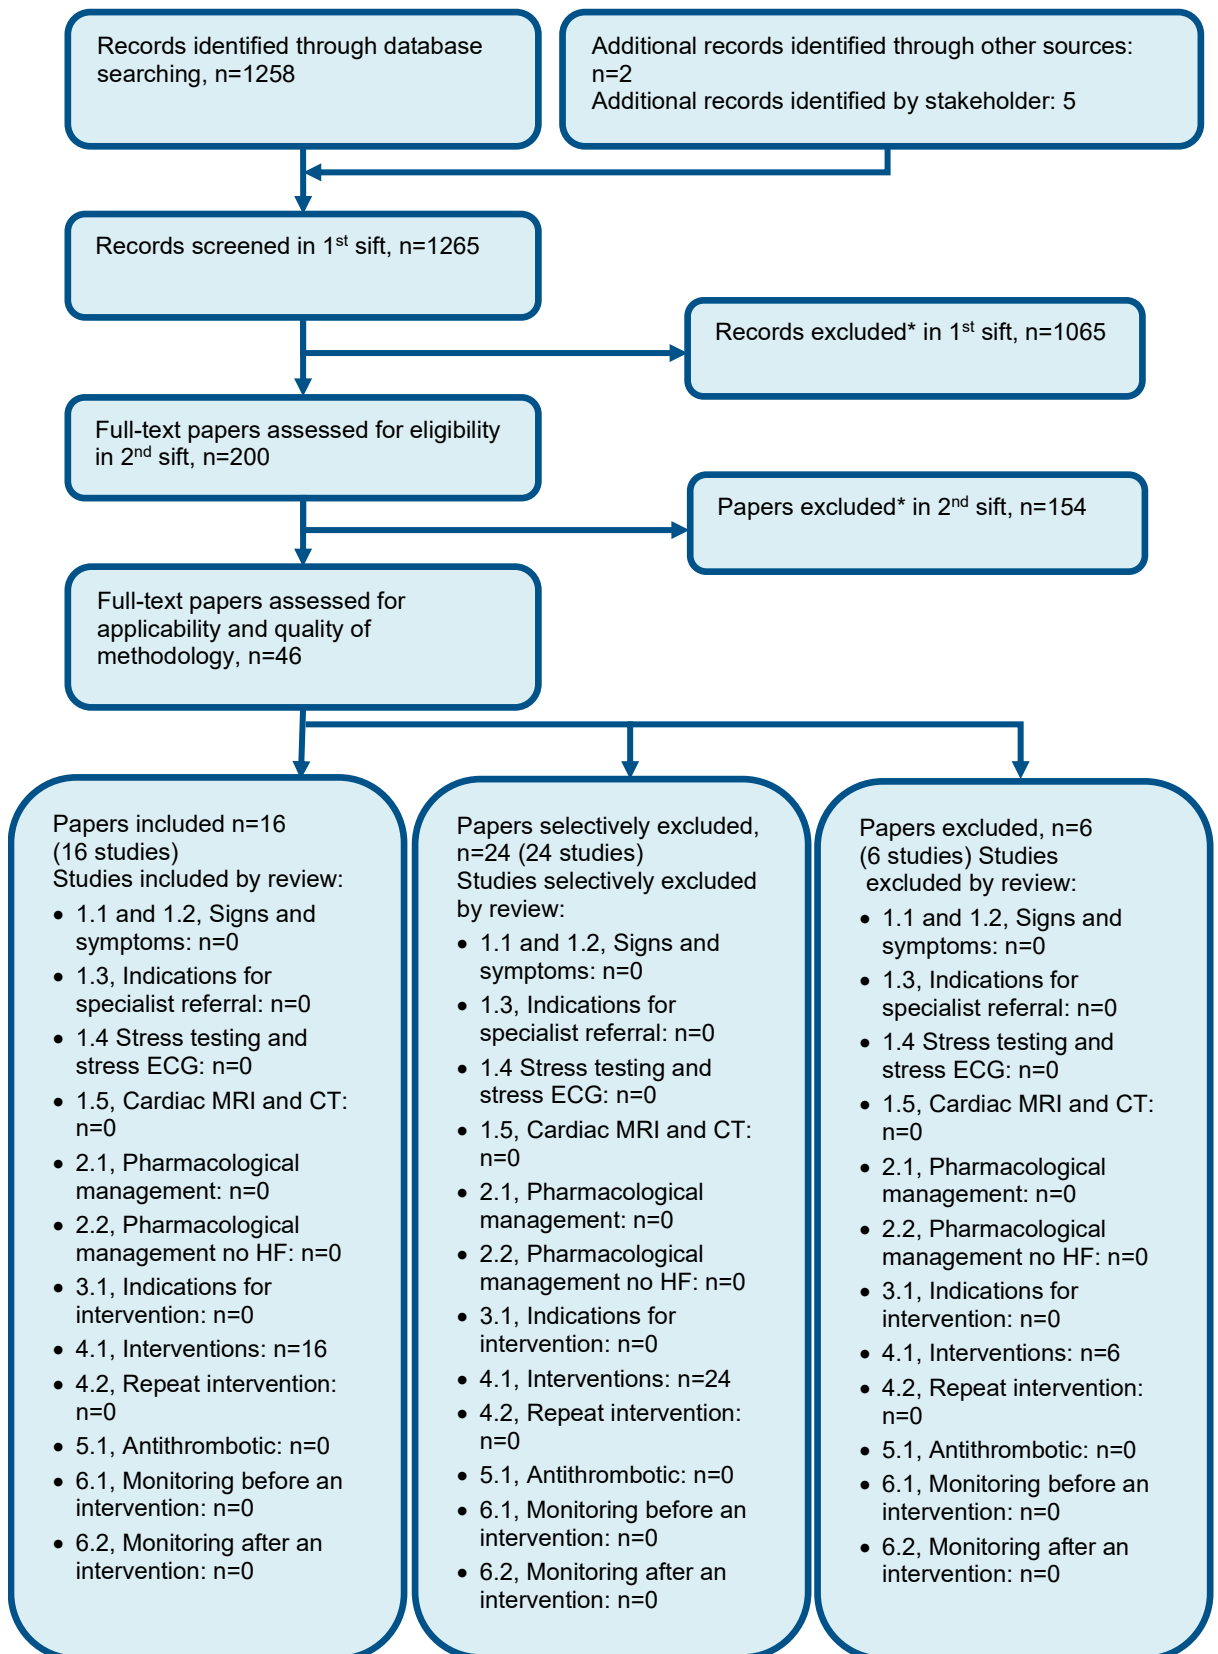 Records identified through database
searching, n=1258
Additional records identified through other sources:
n=2
Additional records identified by stakeholder: 5
Records screened in 1st sift, n=1265
Records excluded* in 1st sift, n=1065
Full-text papers assessed for eligibility
in 2nd sift, n=200
Papers excluded* in 2nd sift, n=154
Full-text papers assessed for
applicability and quality of
methodology, n=46
Papers included n=16
(16 studies)
Studies included by review:
• 1.1 and 1.2, Signs and
symptoms: n=0
• 1.3, Indications for
specialist referral: n=0
• 1.4 Stress testing and
stress ECG: n=0
• 1.5, Cardiac MRI and CT:
n=0
• 2.1, Pharmacological
management: n=0
• 2.2, Pharmacological
management no HF: n=0
• 3.1, Indications for
intervention: n=0
• 4.1, Interventions: n=16
• 4.2, Repeat intervention:
n=0
• 5.1, Antithrombotic: n=0
• 6.1, Monitoring before an
intervention: n=0
• 6.2, Monitoring after an
intervention: n=0
Papers selectively excluded,
n=24 (24 studies)
Studies selectively excluded
by review:
• 1.1 and 1.2, Signs and
symptoms: n=0
• 1.3, Indications for
specialist referral: n=0
• 1.4 Stress testing and
stress ECG: n=0
• 1.5, Cardiac MRI and CT:
n=0
• 2.1, Pharmacological
management: n=0
• 2.2, Pharmacological
management no HF: n=0
• 3.1, Indications for
intervention: n=0
• 4.1, Interventions: n=24
• 4.2, Repeat intervention:
n=0
• 5.1, Antithrombotic: n=0
• 6.1, Monitoring before an
intervention: n=0
• 6.2, Monitoring after an
intervention: n=0
Papers excluded, n=6
(6 studies) Studies
excluded by review:
• 1.1 and 1.2, Signs and
symptoms: n=0
• 1.3, Indications for
specialist referral: n=0
• 1.4 Stress testing and
stress ECG: n=0
• 1.5, Cardiac MRI and CT:
n=0
• 2.1, Pharmacological
management: n=0
• 2.2, Pharmacological
management no HF: n=0
• 3.1, Indications for
intervention: n=0
• 4.1, Interventions: n=6
• 4.2, Repeat intervention:
n=0
• 5.1, Antithrombotic: n=0
• 6.1, Monitoring before an
intervention: n=0
• 6.2, Monitoring after an
intervention: n=0